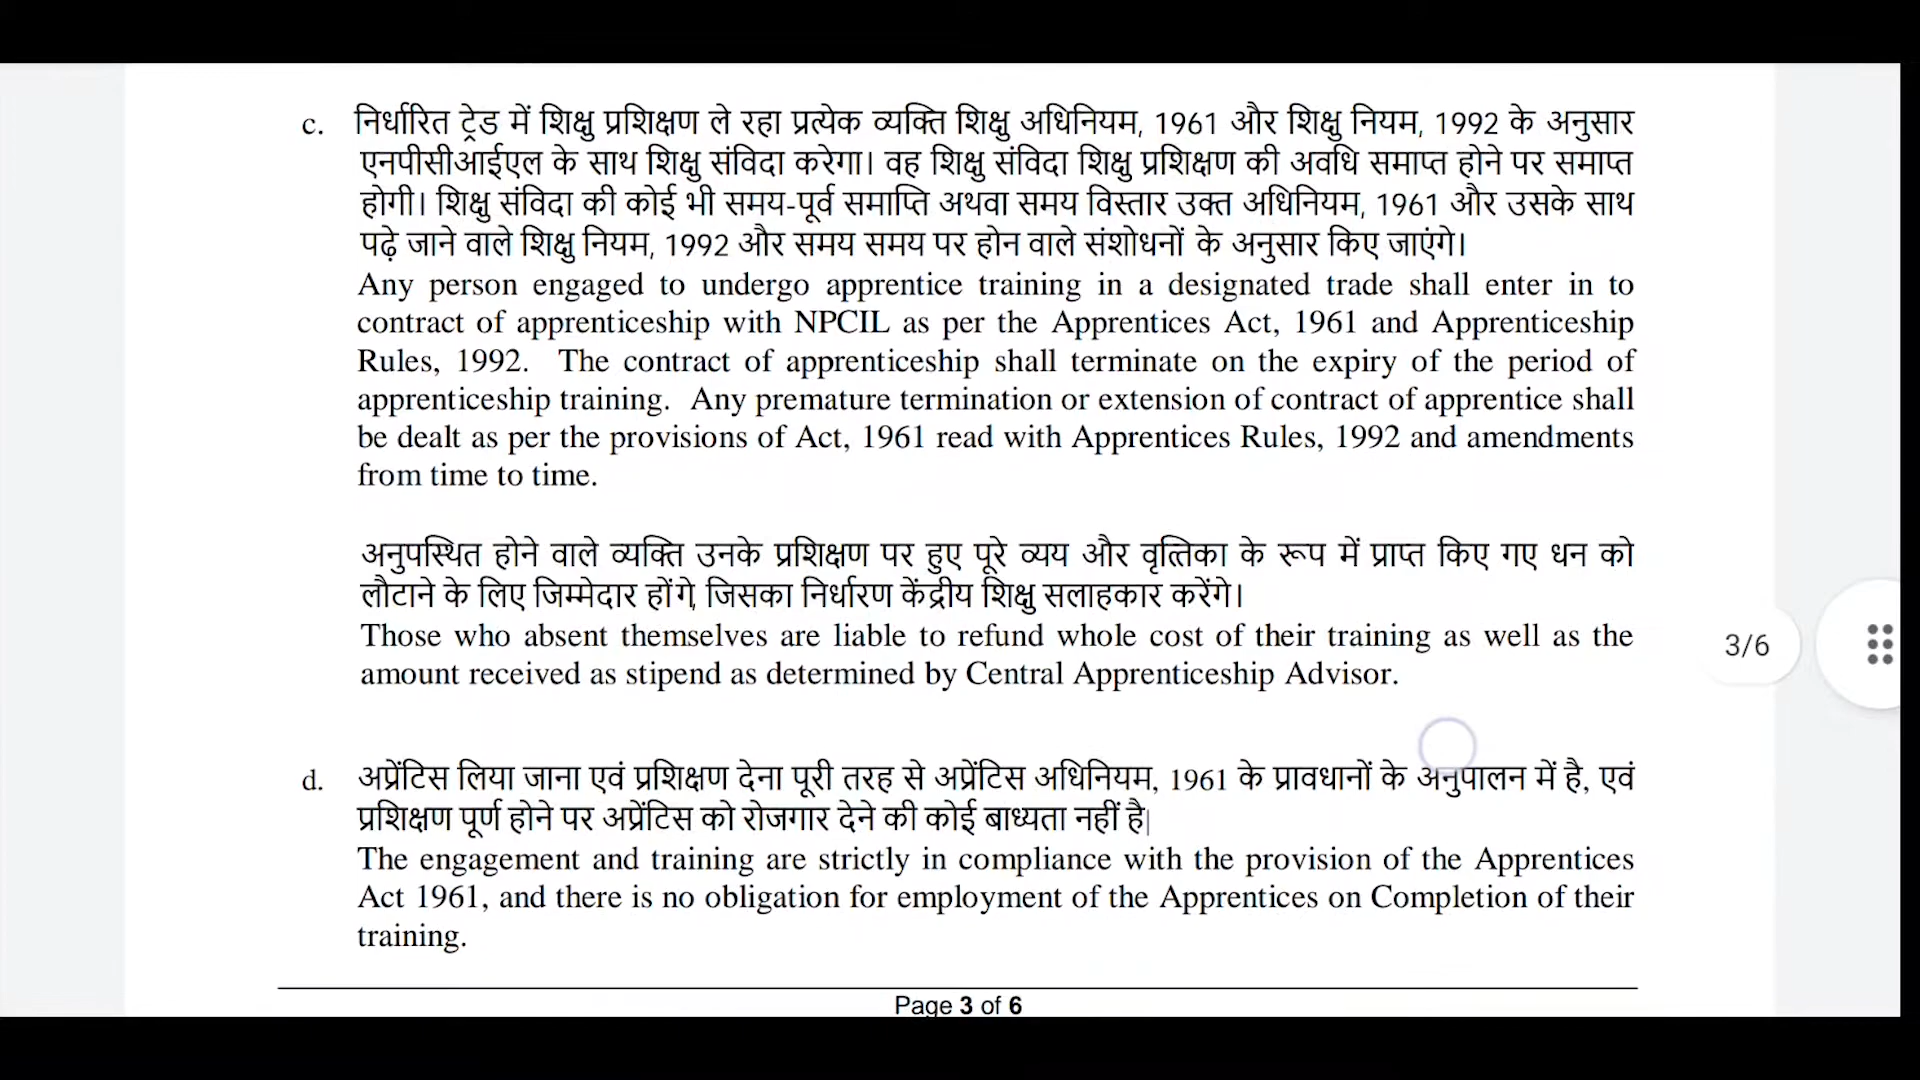 c. निर्धारित ट्रेड में शिक्षु प्रशिक्षण ले रहा प्रत्येक व्यक्ति शिक्षु अधिनियम, 1961 और शिक्षु नियम, 1992 के अनुसार
एनपीसीआईएल के साथ शिक्षु संविदा करेगा। वह शिक्षु संविदा शिक्षु प्रशिक्षण की अवधि समाप्त होने पर समाप्त
होगी। शिक्षु संविदा की कोई भी समय-पूर्व समाप्ति अथवा समय विस्तार उक्त अधिनियम, 1961 और उसके साथ
पढ़े जाने वाले शिक्षु नियम, 1992 और समय समय पर होन वाले संशोधनों के अनुसार किए जाएंगे।
Any person engaged to undergo apprentice training in a designated trade shall enter in to
contract of apprenticeship with NPCIL as per the Apprentices Act, 1961 and Apprenticeship
Rules, 1992. The contract of apprenticeship shall terminate on the expiry of the period of
apprenticeship training. Any premature termination or extension of contract of apprentice shall
be dealt as per the provisions of Act, 1961 read with Apprentices Rules, 1992 and amendments
from time to time.
अनुपस्थित होने वाले व्यक्ति उनके प्रशिक्षण पर हुए पूरे व्यय और वृत्तिका के रूप में प्राप्त किए गए धन को
लौटाने के लिए जिम्मेदार होंगे, जिसका निर्धारण केंद्रीय शिक्षु सलाहकार करेंगे।
Those who absent themselves are liable to refund whole cost of their training as well as the
amount received as stipend as determined by Central Apprenticeship Advisor.
3/6
d. अप्रेंटिस लिया जाना एवं प्रशिक्षण देना पूरी तरह से अप्रेंटिस अधिनियम, 1961 के प्रावधानों के अनुपालन में है, एवं
प्रशिक्षण पूर्ण होने पर अप्रेंटिस को रोजगार देने की कोई बाध्यता नहीं है|
The engagement and training are strictly in compliance with the provision of the Apprentices
Act 1961, and there is no obligation for employment of the Apprentices on Completion of their
training.
Page 3 of 6